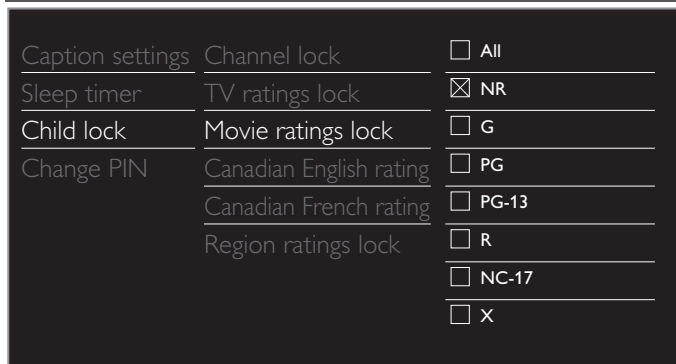 Caption settings
Sleep timer
Child lock
Change PIN
Channel lock
TV ratings lock
Movie ratings lock
Canadian English rating
Canadian French rating
Region ratings lock
All
NR
G
PG
PG-13
R
NC-17
X